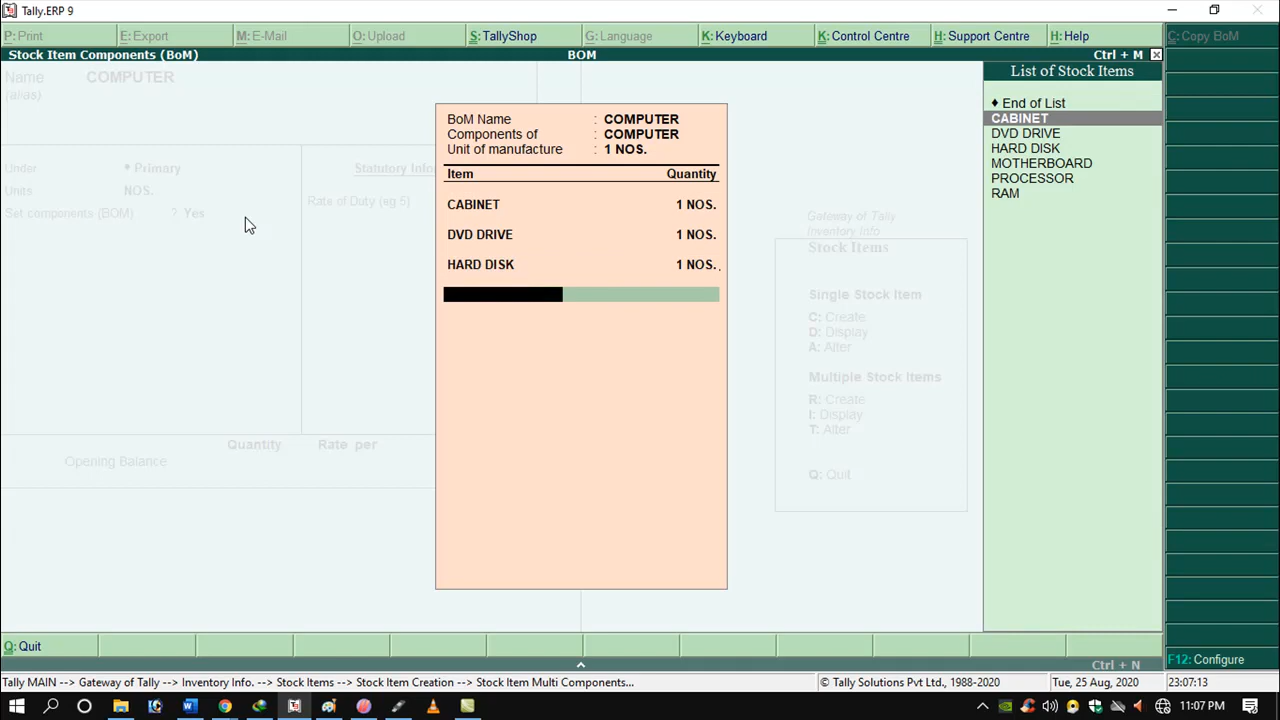 Tally.ERP 9
P: Print E: Export M: E-Mail O: Upload S: TallyShop G: Language K: Keyboard K: Control Centre H: Support Centre H: Help C: Copy BoM
Stock Item Components (BoM) BOM Ctrl + M
Name COMPUTER
(alias)
Under ♦ Primary
Units NOS.
Set components (BOM) ? Yes
Statutory Info
Rate of Duty (eg 5)
Quantity Rate per
Opening Balance
BoM Name : COMPUTER
Components of : COMPUTER
Unit of manufacture : 1 NOS.
Item Quantity
CABINET 1 NOS.
DVD DRIVE 1 NOS.
HARD DISK 1 NOS.
Gateway of Tally
Inventory Info
Stock Items
Single Stock Item
C: Create
D: Display
A: Alter
Multiple Stock Items
R: Create
I: Display
T: Alter
Q: Quit
List of Stock Items
♦ End of List
CABINET
DVD DRIVE
HARD DISK
MOTHERBOARD
PROCESSOR
RAM
Q: Quit
F12: Configure
Ctrl + N
Tally MAIN --> Gateway of Tally --> Inventory Info. --> Stock Items --> Stock Item Creation --> Stock Item Multi Components... © Tally Solutions Pvt Ltd., 1988-2020 Tue, 25 Aug, 2020 23:07:13
11:07 PM